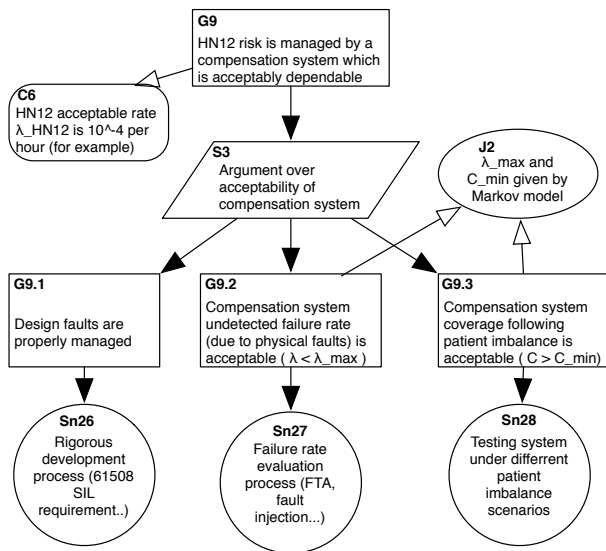 G9
HN12 risk is managed by a
compensation system which
is acceptably dependable
C6
HN12 acceptable rate
λ_HN12 is 10^-4 per
hour (for example)
S3
Argument over
acceptability of
compensation system
J2
λ_max and
C_min given by
Markov model
G9.1
Design faults are
properly managed
G9.2
Compensation system
undetected failure rate
(due to physical faults) is
acceptable ( λ < λ_max )
G9.3
Compensation system
coverage following
patient imbalance is
acceptable ( C > C_min)
Sn26
Rigorous
development
process (61508
SIL
requirement..)
Sn27
Failure rate
evaluation
process (FTA,
fault
injection...)
Sn28
Testing system
under differrent
patient
imbalance
scenarios